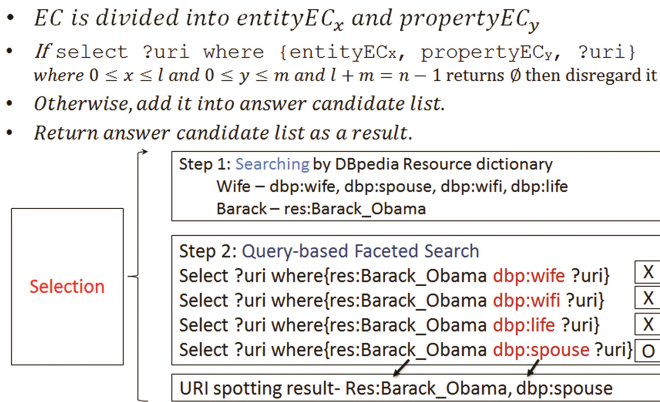 • EC is divided into entityECx and propertyECy
• If select ?uri where {entityECx, propertyECy, ?uri}
where 0 ≤ x ≤ l and 0 ≤ y ≤ m and l + m = n − 1 returns ∅ then disregard it
• Otherwise, add it into answer candidate list.
• Return answer candidate list as a result.
Selection
Step 1: Searching by DBpedia Resource dictionary
Wife – dbp:wife, dbp:spouse, dbp:wifi, dbp:life
Barack – res:Barack_Obama
Step 2: Query-based Faceted Search
Select ?uri where{res:Barack_Obama dbp:wife ?uri} X
Select ?uri where{res:Barack_Obama dbp:wifi ?uri} X
Select ?uri where{res:Barack_Obama dbp:life ?uri} X
Select ?uri where{res:Barack_Obama dbp:spouse ?uri} O
URI spotting result- Res:Barack_Obama, dbp:spouse